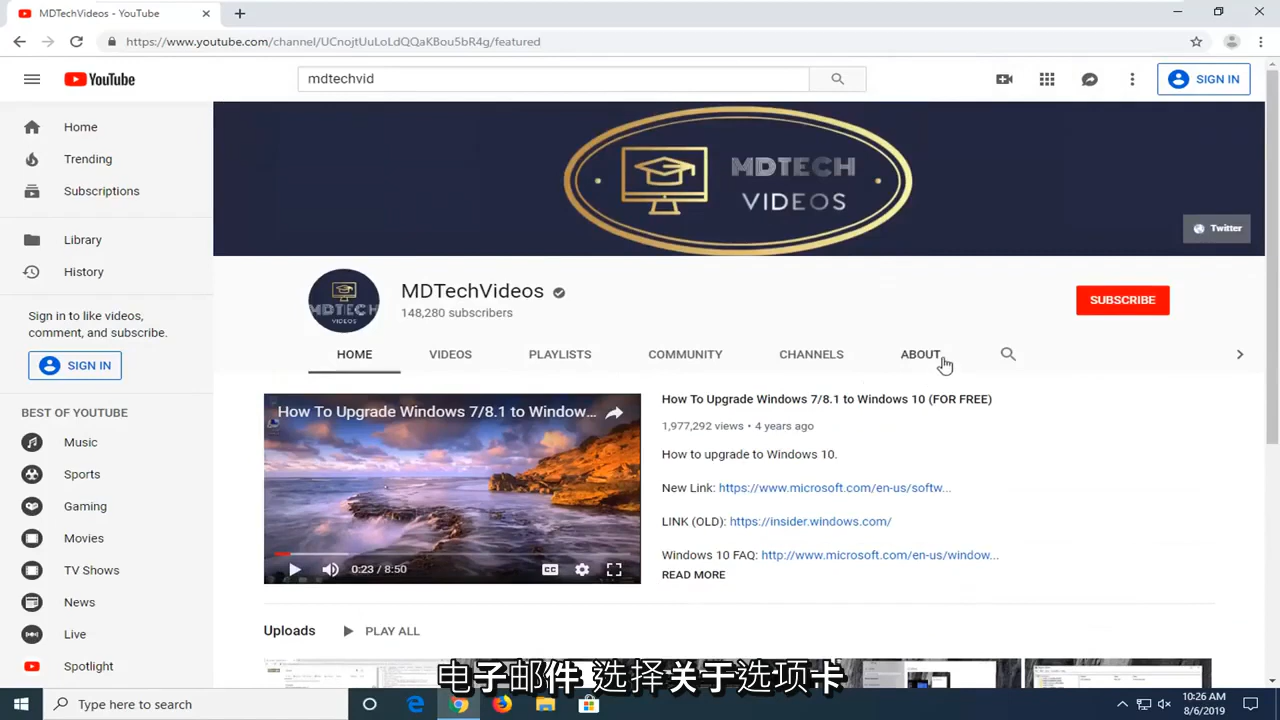 MDTechVideos - YouTube
https://www.youtube.com/channel/UCnojtUuLoLdQQaKBou5bR4g/featured
YouTube
mdtechvid
SIGN IN
Home
Trending
Subscriptions
Library
History
Sign in to like videos,
comment, and subscribe.
SIGN IN
BEST OF YOUTUBE
Music
Sports
Gaming
Movies
TV Shows
News
Live
Spotlight
MDTECH
VIDEOS
Twitter
MDTECH
VIDEOS
MDTechVideos
148,280 subscribers
SUBSCRIBE
HOME VIDEOS PLAYLISTS COMMUNITY CHANNELS ABOUT
How To Upgrade Windows 7/8.1 to Window...
0:23 / 8:50
CC
How To Upgrade Windows 7/8.1 to Windows 10 (FOR FREE)
1,977,292 views • 4 years ago
How to upgrade to Windows 10.
New Link: https://www.microsoft.com/en-us/softw...
LINK (OLD): https://insider.windows.com/
Windows 10 FAQ: http://www.microsoft.com/en-us/window...
READ MORE
Uploads PLAY ALL
电子邮件 选择关于选项卡
Type here to search
10:26 AM
8/6/2019